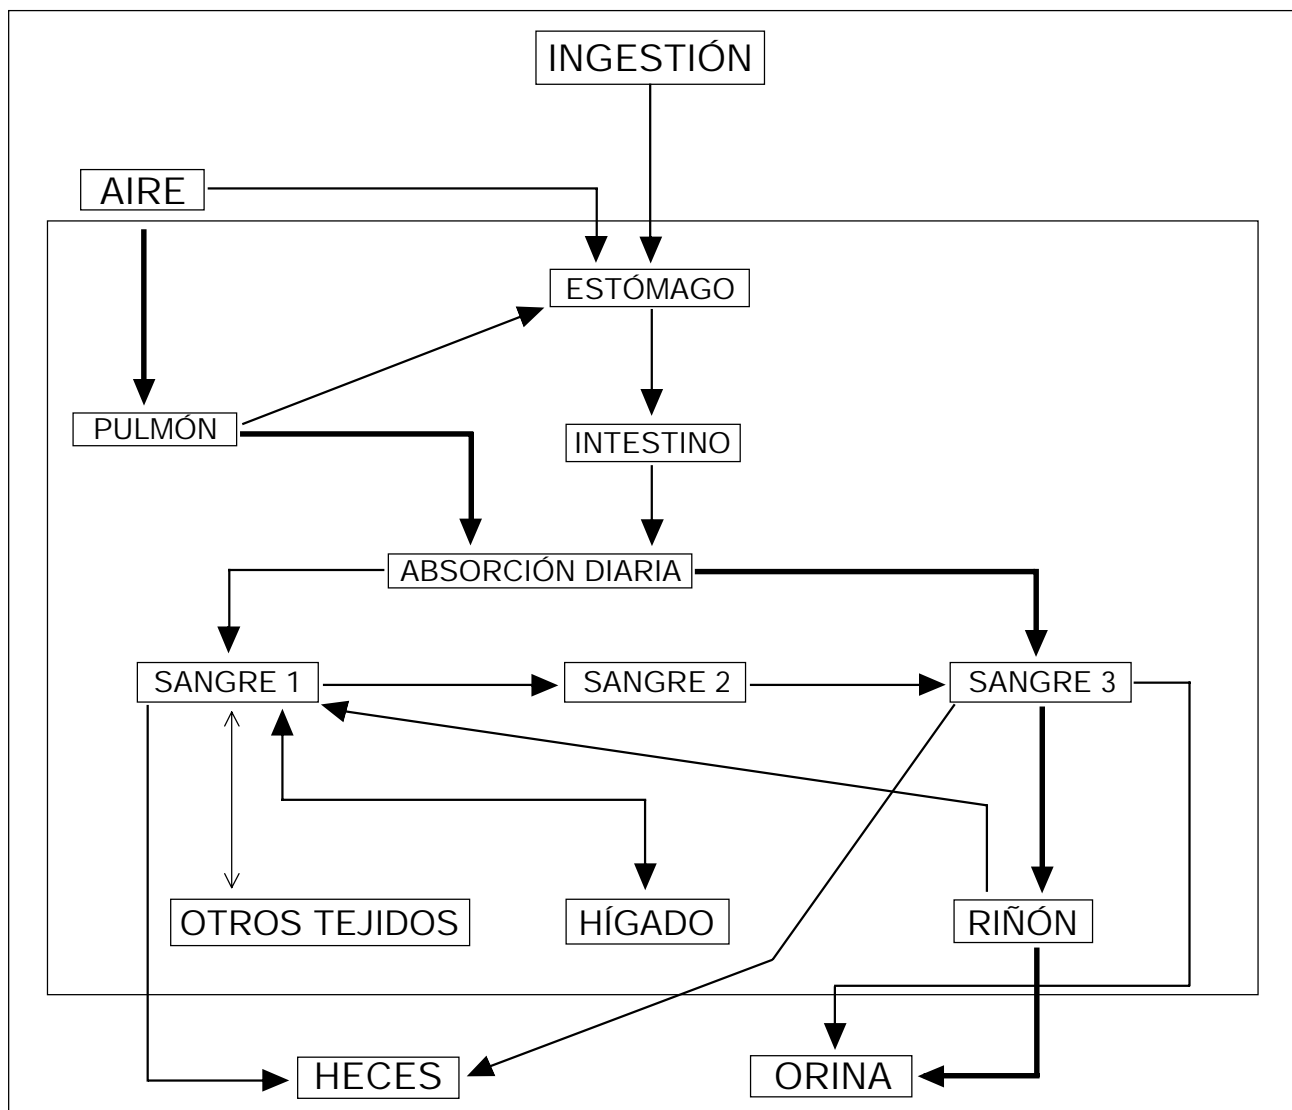 INGESTIÓN
AIRE
ESTÓMAGO
PULMÓN
INTESTINO
ABSORCIÓN DIARIA
SANGRE 1
SANGRE 2
SANGRE 3
OTROS TEJIDOS
HÍGADO
RIÑÓN
HECES
ORINA